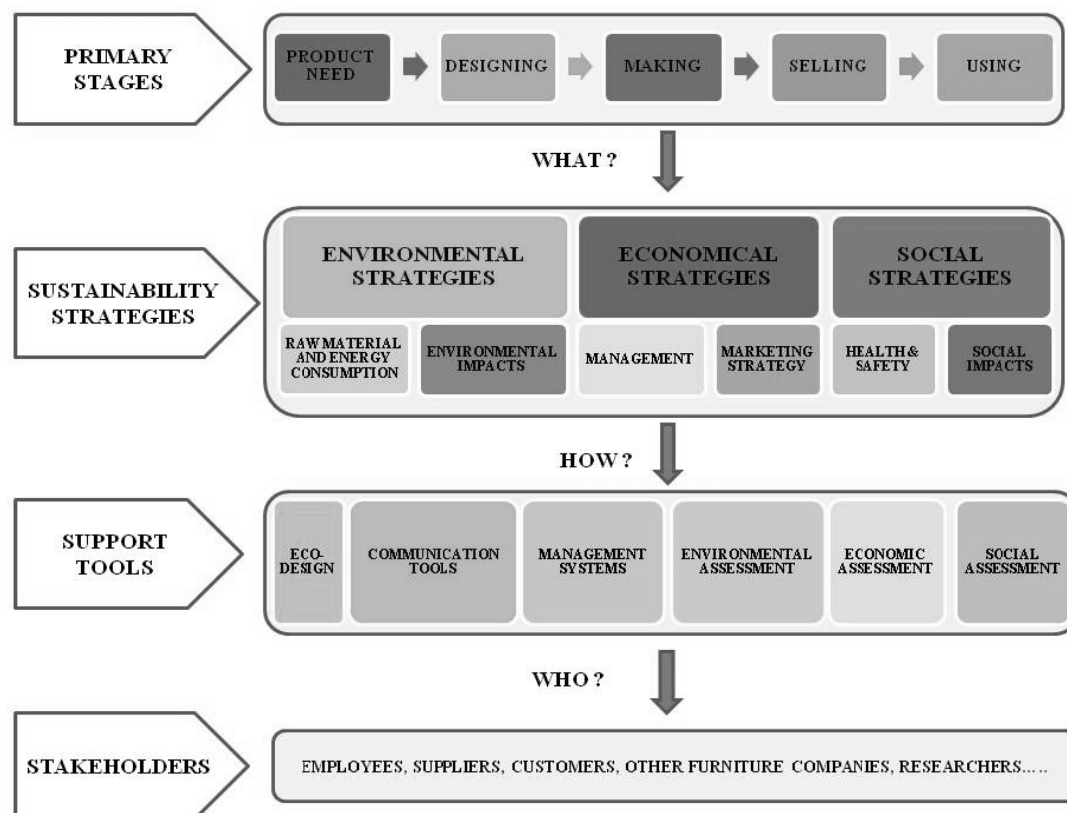 PRIMARY
STAGES
PRODUCT
NEED
DESIGNING
MAKING
SELLING
USING
WHAT ?
SUSTAINABILITY
STRATEGIES
ENVIRONMENTAL
STRATEGIES
ECONOMICAL
STRATEGIES
SOCIAL
STRATEGIES
RAW MATERIAL
AND ENERGY
CONSUMPTION
ENVIRONMENTAL
IMPACTS
MANAGEMENT
MARKETING
STRATEGY
HEALTH &
SAFETY
SOCIAL
IMPACTS
HOW ?
SUPPORT
TOOLS
ECO-
DESIGN
COMMUNICATION
TOOLS
MANAGEMENT
SYSTEMS
ENVIRONMENTAL
ASSESSMENT
ECONOMIC
ASSESSMENT
SOCIAL
ASSESSMENT
WHO ?
STAKEHOLDERS
EMPLOYEES, SUPPLIERS, CUSTOMERS, OTHER FURNITURE COMPANIES, RESEARCHERS.....